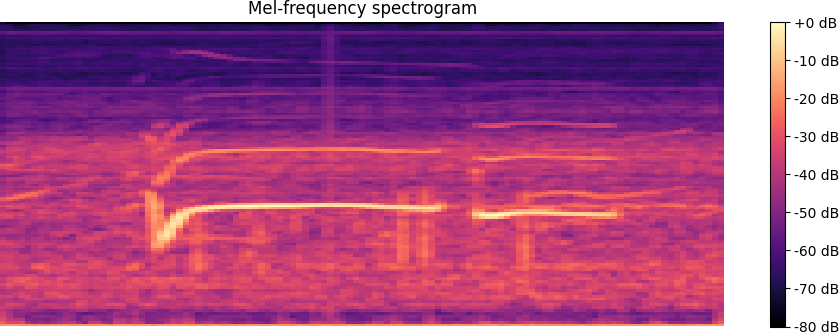 Mel-frequency spectrogram
+0 dB
-10 dB
-20 dB
-30 dB
-40 dB
-50 dB
-60 dB
-70 dB
-80 dB